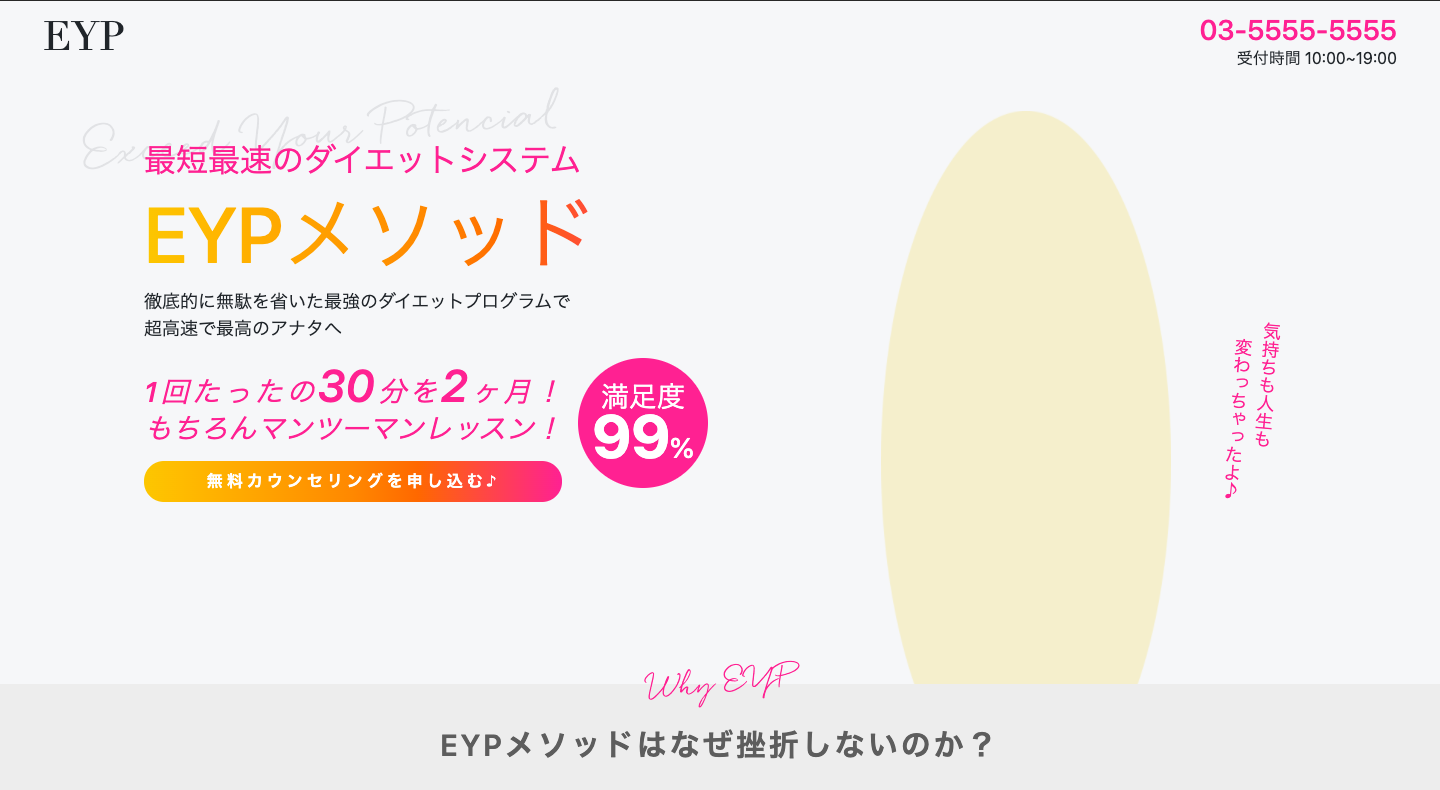 EYP
03-5555-5555
受付時間 10:00~19:00
Exceed Your Potencial
最短最速のダイエットシステム
EYPメソッド
徹底的に無駄を省いた最強のダイエットプログラムで
超高速で最高のアナタへ
1回たったの30分を2ヶ月！
もちろんマンツーマンレッスン！
満足度
99%
無料カウンセリングを申し込む♪
気持ちも人生も
変わっちゃったよ♪
Why EYP
EYPメソッドはなぜ挫折しないのか？